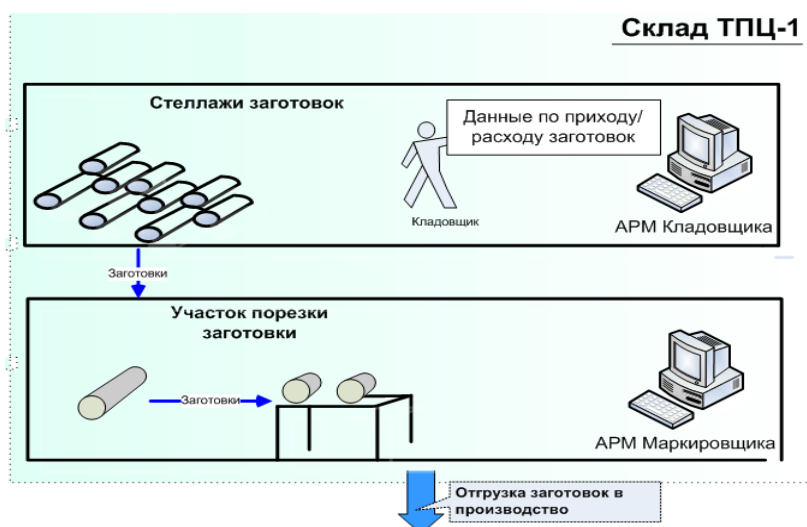 Склад ТПЦ-1
Стеллажи заготовок
Данные по приходу/
расходу заготовок
Кладовщик
АРМ Кладовщика
Заготовки
Участок порезки
заготовки
Заготовки
АРМ Маркировщика
Отгрузка заготовок в
производство